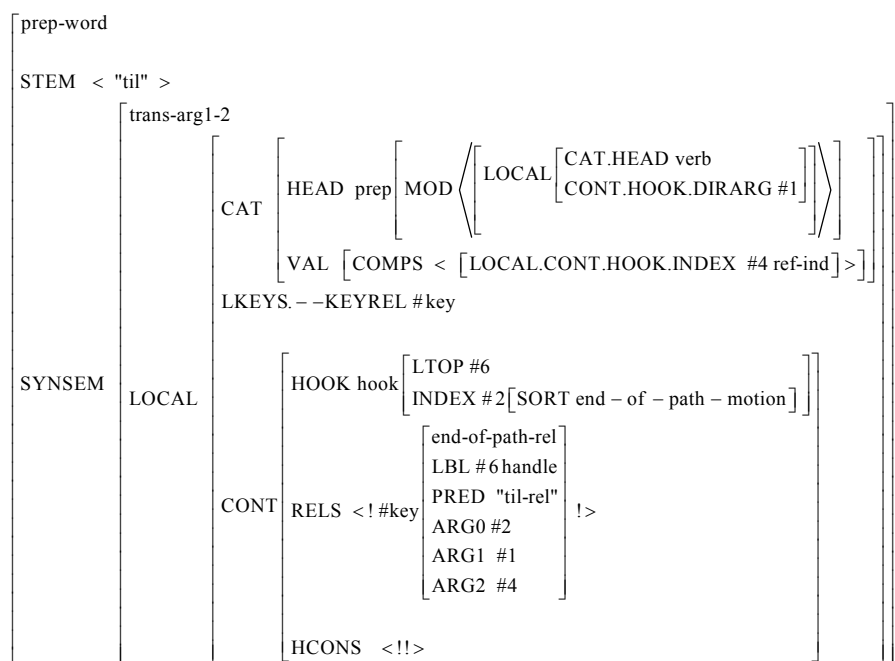 prep-word
STEM < "til" >
trans-arg1-2
CAT.HEAD verb
HEAD prep MOD LOCAL
CONT.HOOK.DIRARG #1
CAT
VAL COMPS < LOCAL.CONT.HOOK.INDEX #4 ref-ind >
LKEYS. – –KEYREL #key
LTOP #6
HOOK hook
INDEX #2 SORT end – of – path – motion
SYNSEM LOCAL
end-of-path-rel
LBL #6 handle
PRED "til-rel"
CONT RELS <! #key !>
ARG0 #2
ARG1 #1
ARG2 #4
HCONS <!!>